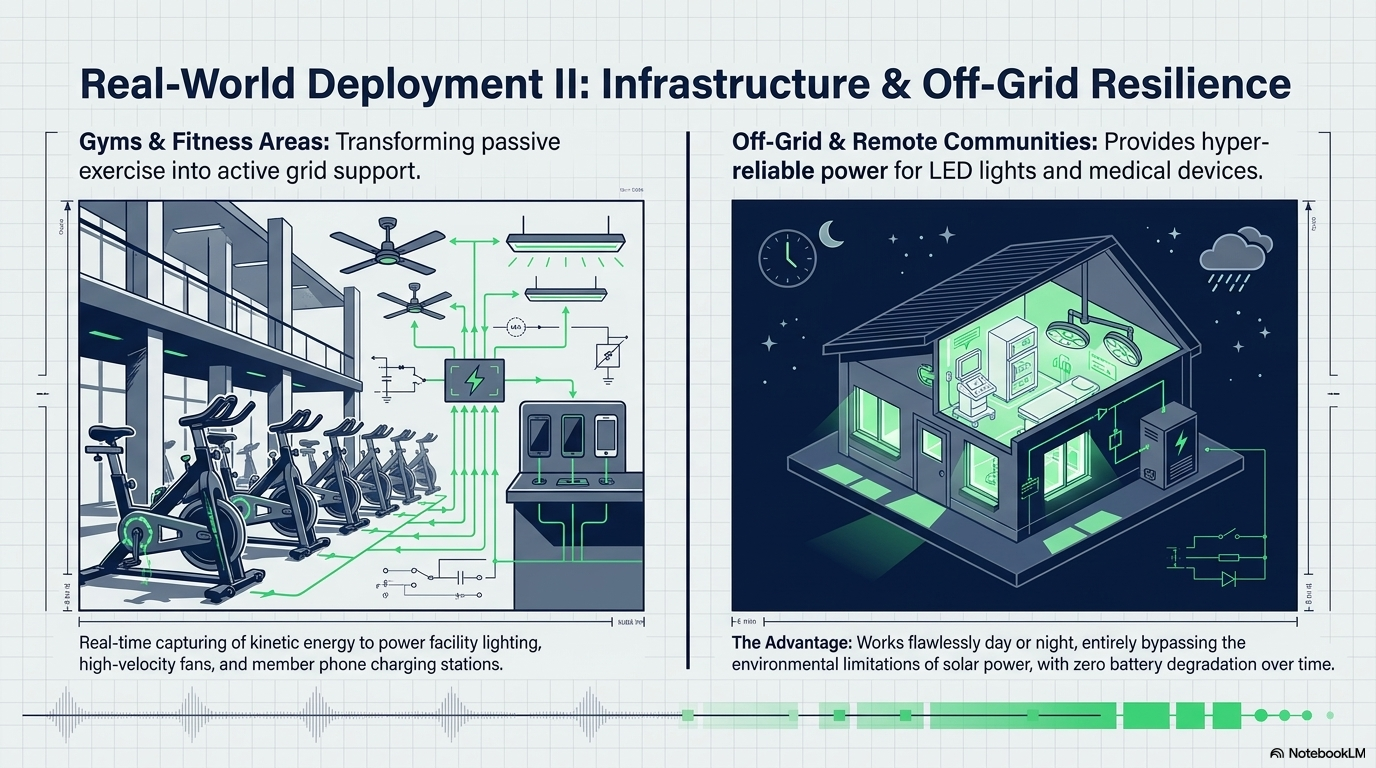 Real-World Deployment II: Infrastructure & Off-Grid Resilience
Gyms & Fitness Areas: Transforming passive
exercise into active grid support.
Off-Grid & Remote Communities: Provides hyper-
reliable power for LED lights and medical devices.
Real-time capturing of kinetic energy to power facility lighting,
high-velocity fans, and member phone charging stations.
The Advantage: Works flawlessly day or night, entirely bypassing the
environmental limitations of solar power, with zero battery degradation over time.
NotebookLM